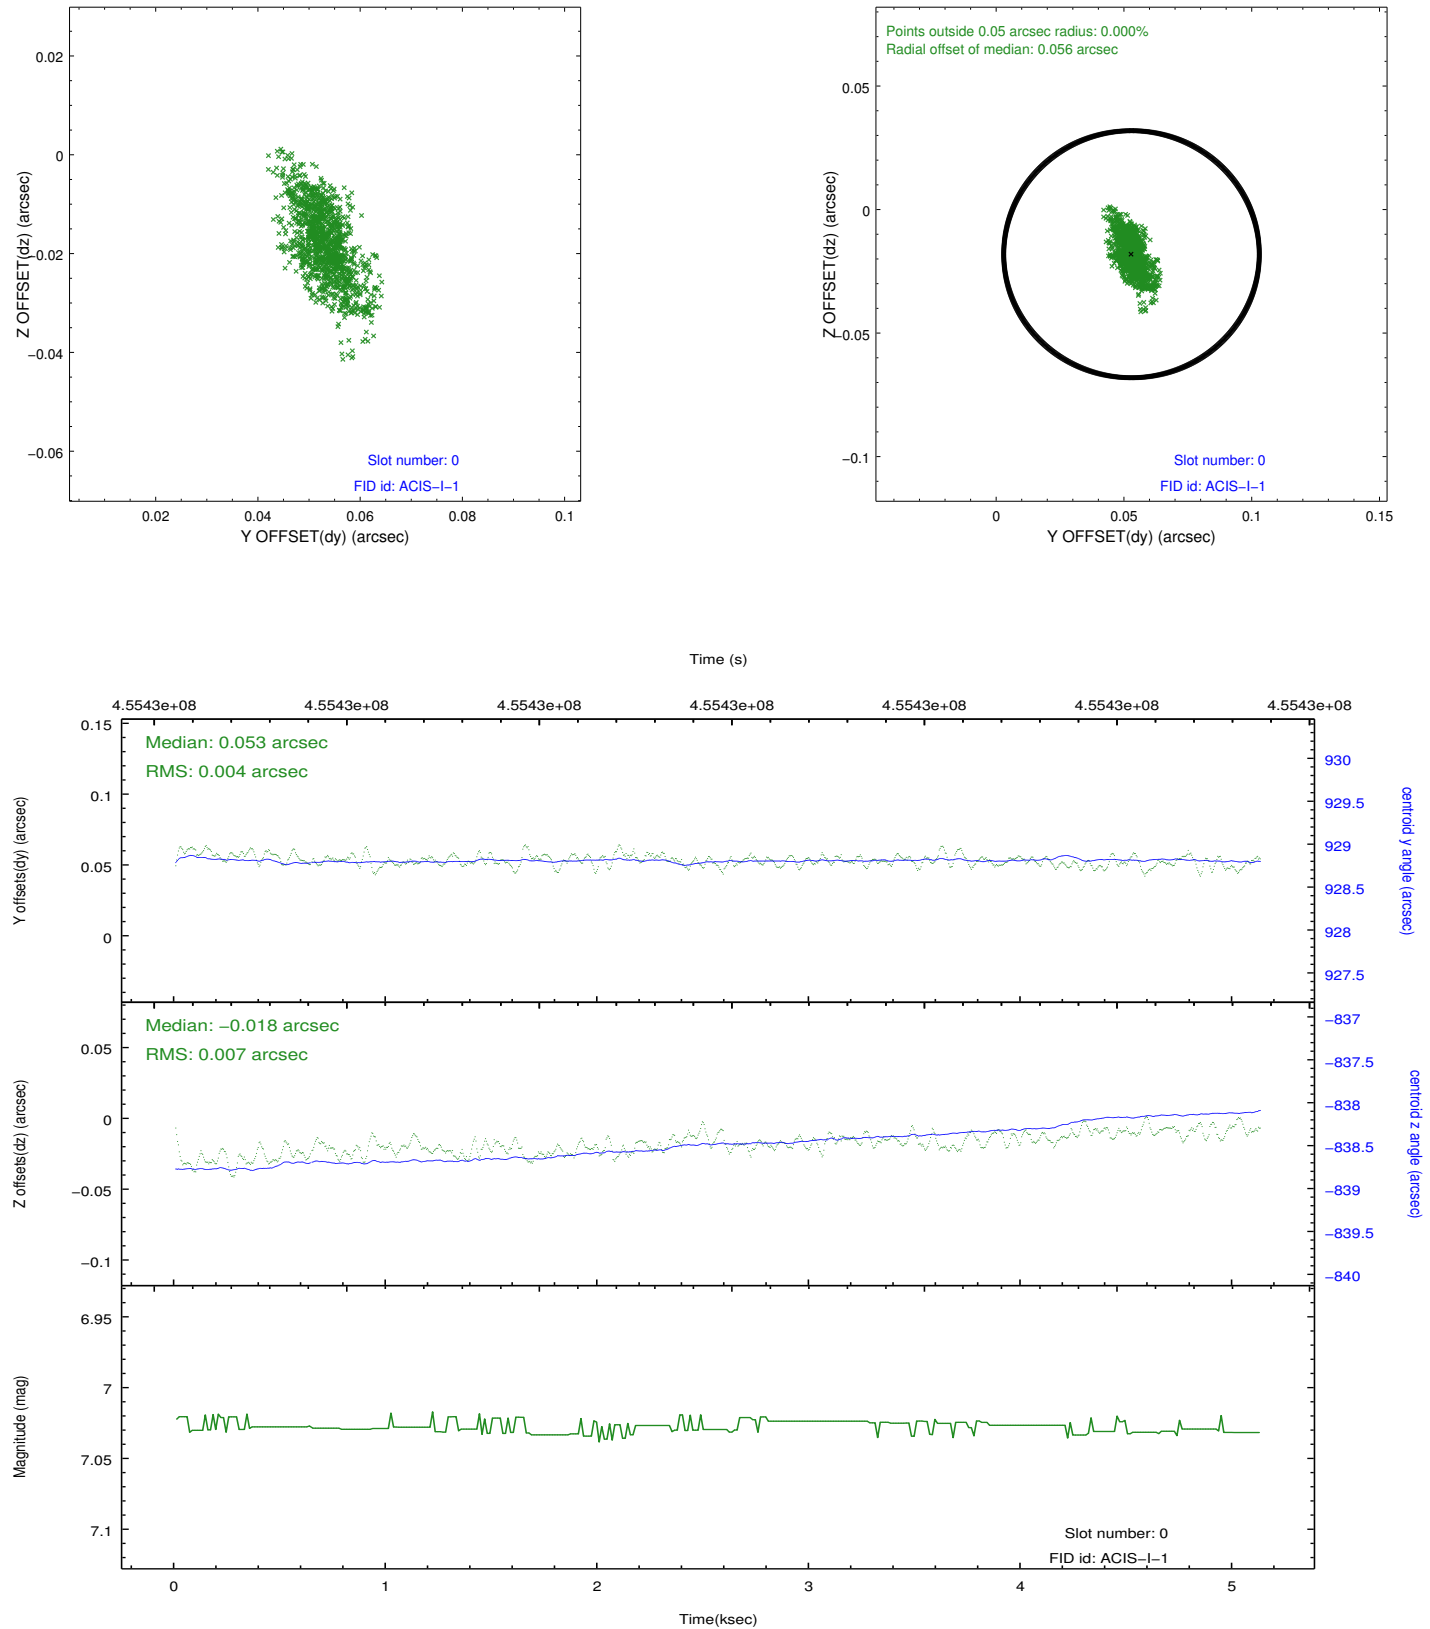 0.02
0
−0.02
−0.04
−0.06
Z OFFSET(dz) (arcsec)
Slot number: 0
FID id: ACIS−I−1
0.02 0.04 0.06 0.08 0.1
Y OFFSET(dy) (arcsec)
Points outside 0.05 arcsec radius: 0.000%
Radial offset of median: 0.056 arcsec
0.05
0
−0.05
−0.1
Z OFFSET(dz) (arcsec)
Slot number: 0
FID id: ACIS−I−1
0 0.05 0.1 0.15
Y OFFSET(dy) (arcsec)
Time (s)
4.5543e+08 4.5543e+08 4.5543e+08 4.5543e+08 4.5543e+08 4.5543e+08 4.5543e+08
Median: 0.053 arcsec
RMS: 0.004 arcsec
0.15
0.1
0.05
0
Y offsets(dy) (arcsec)
930
929.5
929
928.5
928
927.5
centroid y angle (arcsec)
Median: −0.018 arcsec
RMS: 0.007 arcsec
0.05
0
−0.05
−0.1
Z offsets(dz) (arcsec)
−837
−837.5
−838
−838.5
−839
−839.5
−840
centroid z angle (arcsec)
6.95
7
7.05
7.1
Magnitude (mag)
Slot number: 0
FID id: ACIS−I−1
0 1 2 3 4 5
Time(ksec)